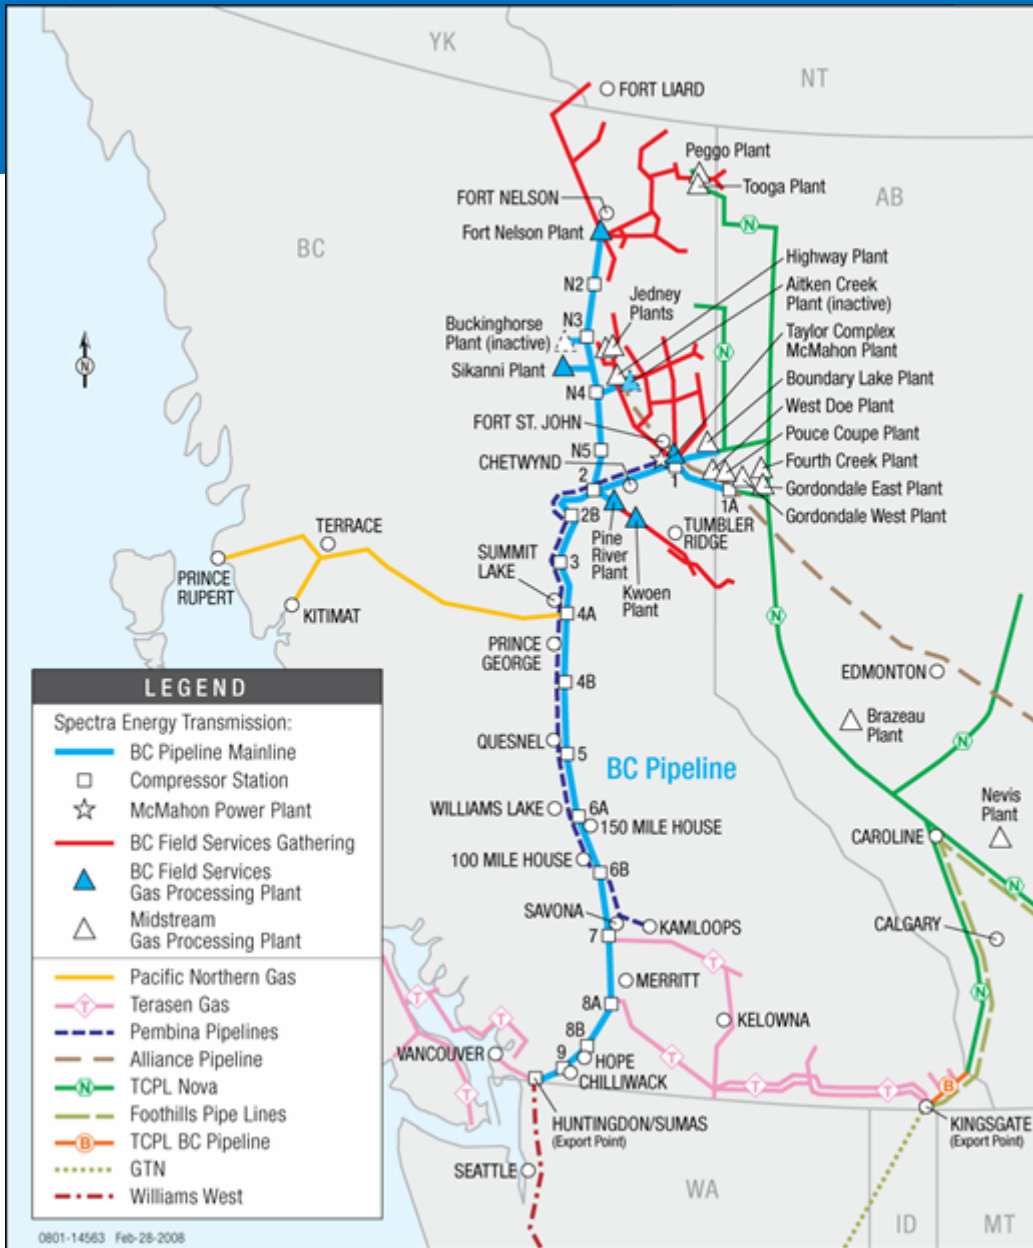 YK
NT
FORT LIARD
Peggo Plant
Tooga Plant
AB
FORT NELSON
Fort Nelson Plant
N
BC
Highway Plant
Aitken Creek
Plant (inactive)
N2
Jedney
Plants
N3
Buckinghorse
Plant (inactive)
Taylor Complex
McMahon Plant
N
N
Sikanni Plant
Boundary Lake Plant
N4
West Doe Plant
FORT ST. JOHN
Pouce Coupe Plant
N5
CHETWYND
Fourth Creek Plant
1
Gordondale East Plant
2
1A
Gordondale West Plant
2B
TERRACE
Pine
River
Plant
TUMBLER
RIDGE
SUMMIT
LAKE
3
PRINCE
RUPERT
Kwoen
Plant
KITIMAT
4A
N
PRINCE
GEORGE
EDMONTON
4B
LEGEND
Spectra Energy Transmission:
BC Pipeline Mainline
Compressor Station
McMahon Power Plant
BC Field Services Gathering
BC Field Services
Gas Processing Plant
Midstream
Gas Processing Plant
Pacific Northern Gas
T
Terasen Gas
Pembina Pipelines
Alliance Pipeline
N
TCPL Nova
Foothills Pipe Lines
B
TCPL BC Pipeline
GTN
Williams West
Brazeau
Plant
QUESNEL
5
N
BC Pipeline
Nevis
Plant
WILLIAMS LAKE
6A
150 MILE HOUSE
CAROLINE
100 MILE HOUSE
6B
N
SAVONA
KAMLOOPS
CALGARY
7
T
MERRITT
N
T
8A
T
KELOWNA
8B
VANCOUVER
T
9
HOPE
CHILLIWACK
T
T
T
B
HUNTINGDON/SUMAS
(Export Point)
KINGSGATE
(Export Point)
SEATTLE
WA
ID
MT
0801-14563 Feb-28-2008